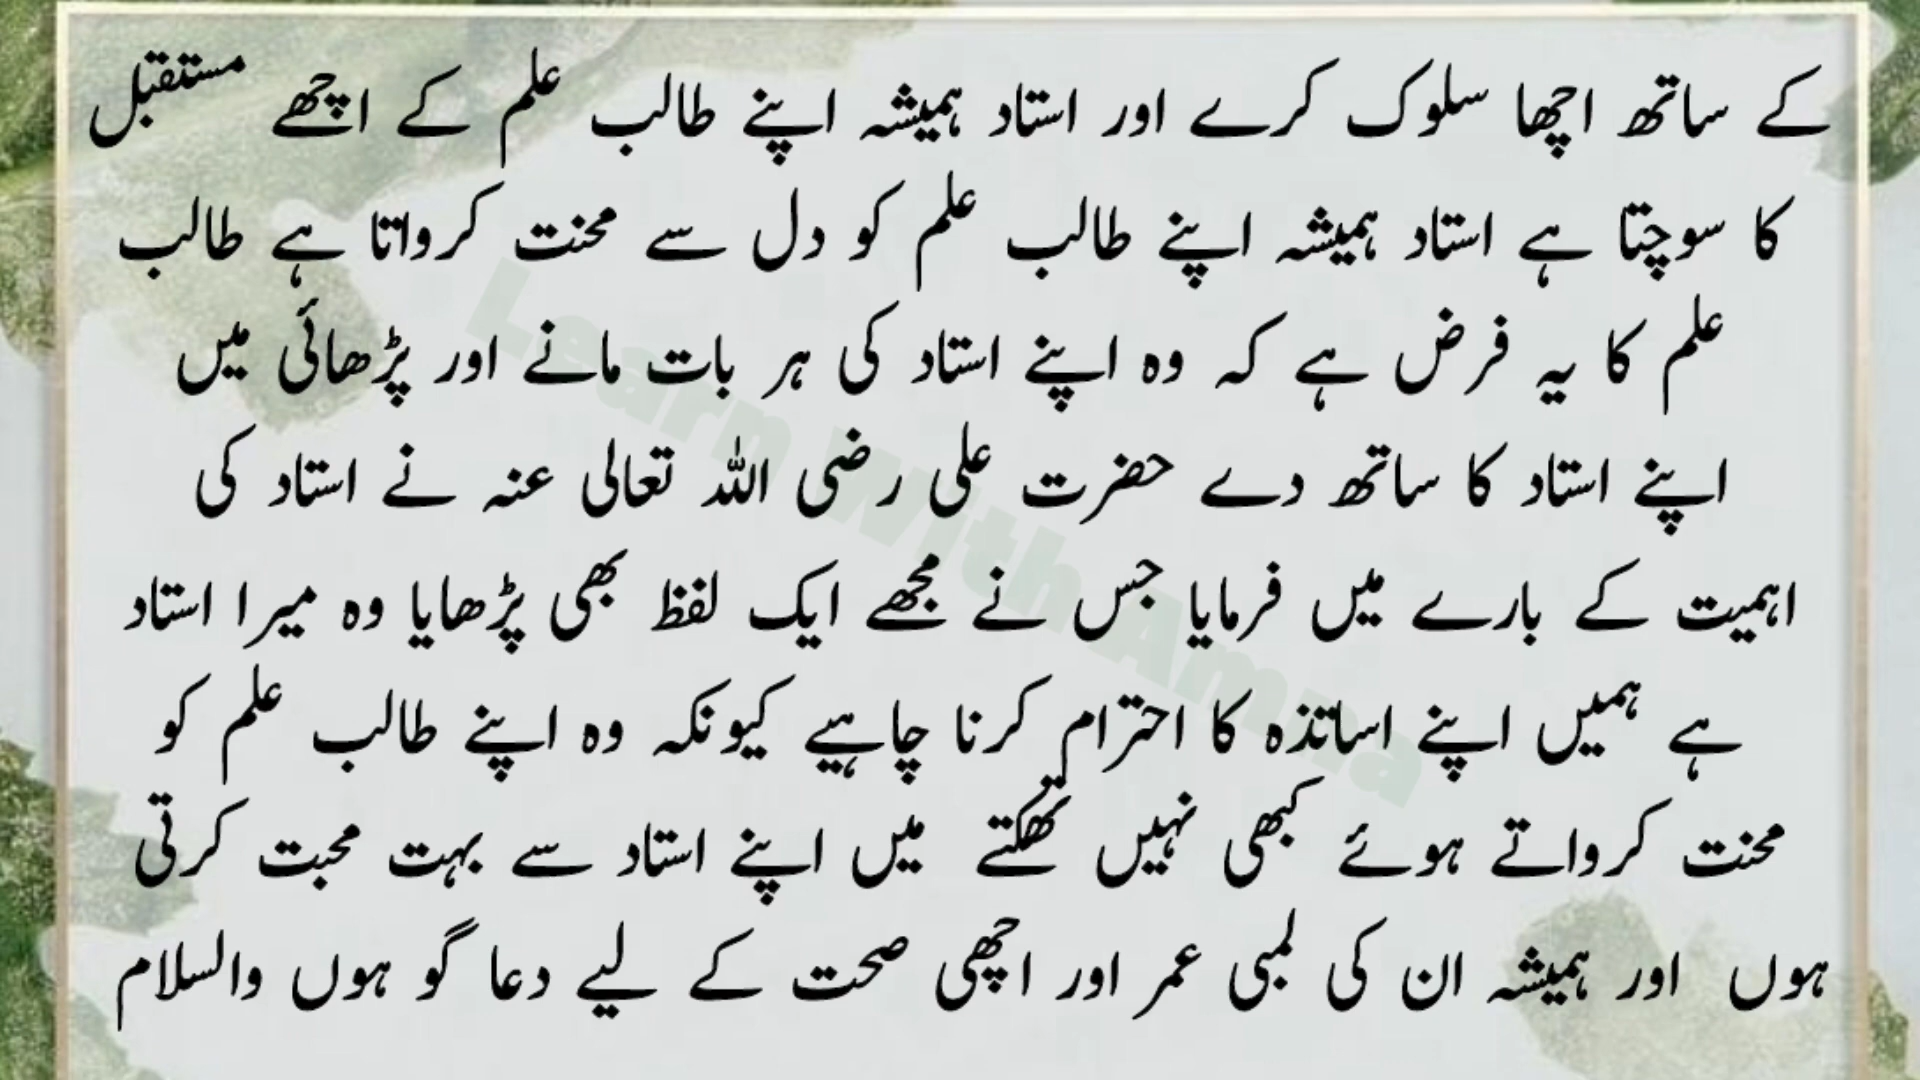 کے ساتھ اچھا سلوک کرے اور استاد ہمیشہ اپنے طالب علم کے اچھے مستقبل
کا سوچتا ہے استاد ہمیشہ اپنے طالب علم کو دل سے محنت کرواتا ہے طالب
علم کا یہ فرض ہے کہ وہ اپنے استاد کی ہر بات مانے اور پڑھائی میں
اپنے استاد کا ساتھ دے حضرت علی رضی اللہ تعالی عنہ نے استاد کی
اہمیت کے بارے میں فرمایا جس نے مجھے ایک لفظ بھی پڑھایا وہ میرا استاد
ہے ہمیں اپنے اساتذہ کا احترام کرنا چاہیے کیونکہ وہ اپنے طالب علم کو
محنت کرواتے ہوئے کبھی نہیں تھکتے میں اپنے استاد سے بہت محبت کرتی
ہوں اور ہمیشہ ان کی لمبی عمر اور اچھی صحت کے لیے دعا گو ہوں والسلام
Learn With Amna